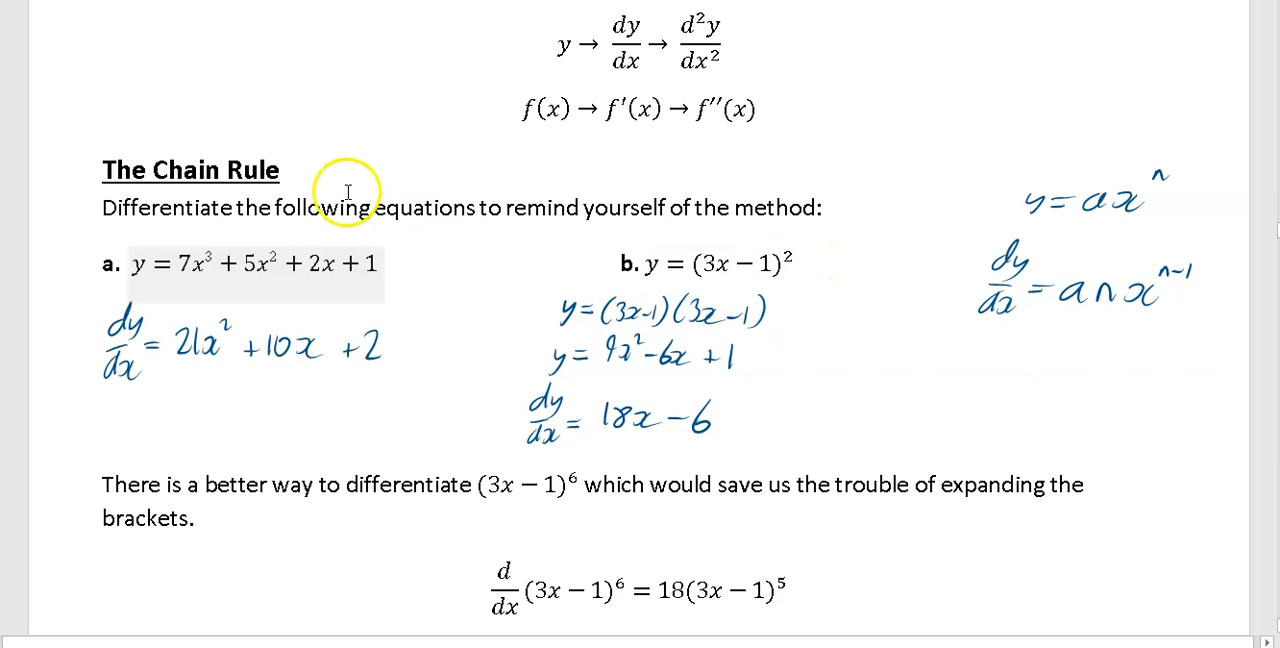 y → dy/dx → d²y/dx²
f(x) → f′(x) → f′′(x)
The Chain Rule
Differentiate the following equations to remind yourself of the method:
y = axⁿ
a. y = 7x³ + 5x² + 2x + 1
b. y = (3x − 1)²
dy/dx = anxⁿ⁻¹
dy/dx = 21x² + 10x + 2
y = (3x-1)(3x-1)
y = 9x² - 6x + 1
dy/dx = 18x - 6
There is a better way to differentiate (3x − 1)⁶ which would save us the trouble of expanding the
brackets.
d/dx (3x − 1)⁶ = 18(3x − 1)⁵